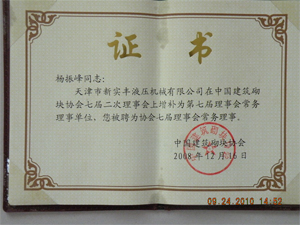 证书
杨振峰同志：
天津市新实丰液压机械有限公司在中国建筑砌
块协会七届二次理事会上增补为第七届理事会常务
理事单位，您被聘为协会七届理事会常务理事。
中国建筑砌块协会
2008年12月16日
09.24.2010 14:52